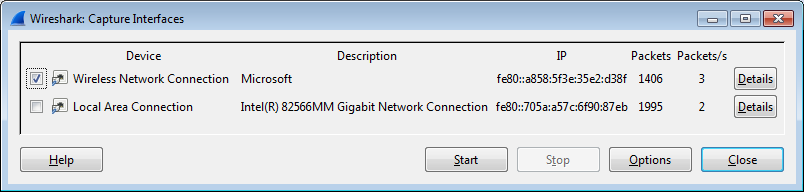 Wireshark: Capture Interfaces
Device Description IP Packets Packets/s
Wireless Network Connection Microsoft fe80::a858:5f3e:35e2:d38f 1406 3 Details
Local Area Connection Intel(R) 82566MM Gigabit Network Connection fe80::705a:a57c:6f90:87eb 1995 2 Details
Help Start Stop Options Close